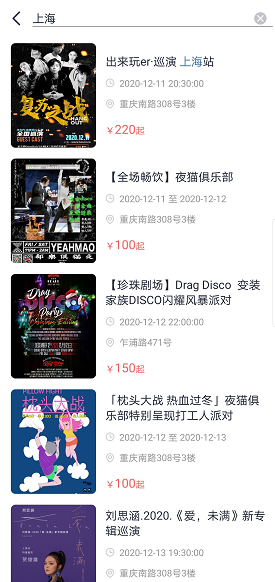 上海
出来玩er·巡演 上海站
2020-12-11 20:30:00
重庆南路308号3楼
¥220起
【全场畅饮】夜猫俱乐部
2020-12-11 至 2020-12-12
重庆南路308号3楼
¥100起
YEAHMAO
【珍珠剧场】Drag Disco 变装
家族DISCO闪耀风暴派对
2020-12-12 22:00:00
乍浦路471号
¥150起
Drag
Party
「枕头大战 热血过冬」夜猫俱
乐部特别呈现打工人派对
2020-12-12 至 2020-12-13
重庆南路308号3楼
¥100起
PILLOW FIGHT
枕头大战
刘思涵.2020.《爱，未满》新专
辑巡演
2020-12-13 19:30:00
重庆南路308号3楼